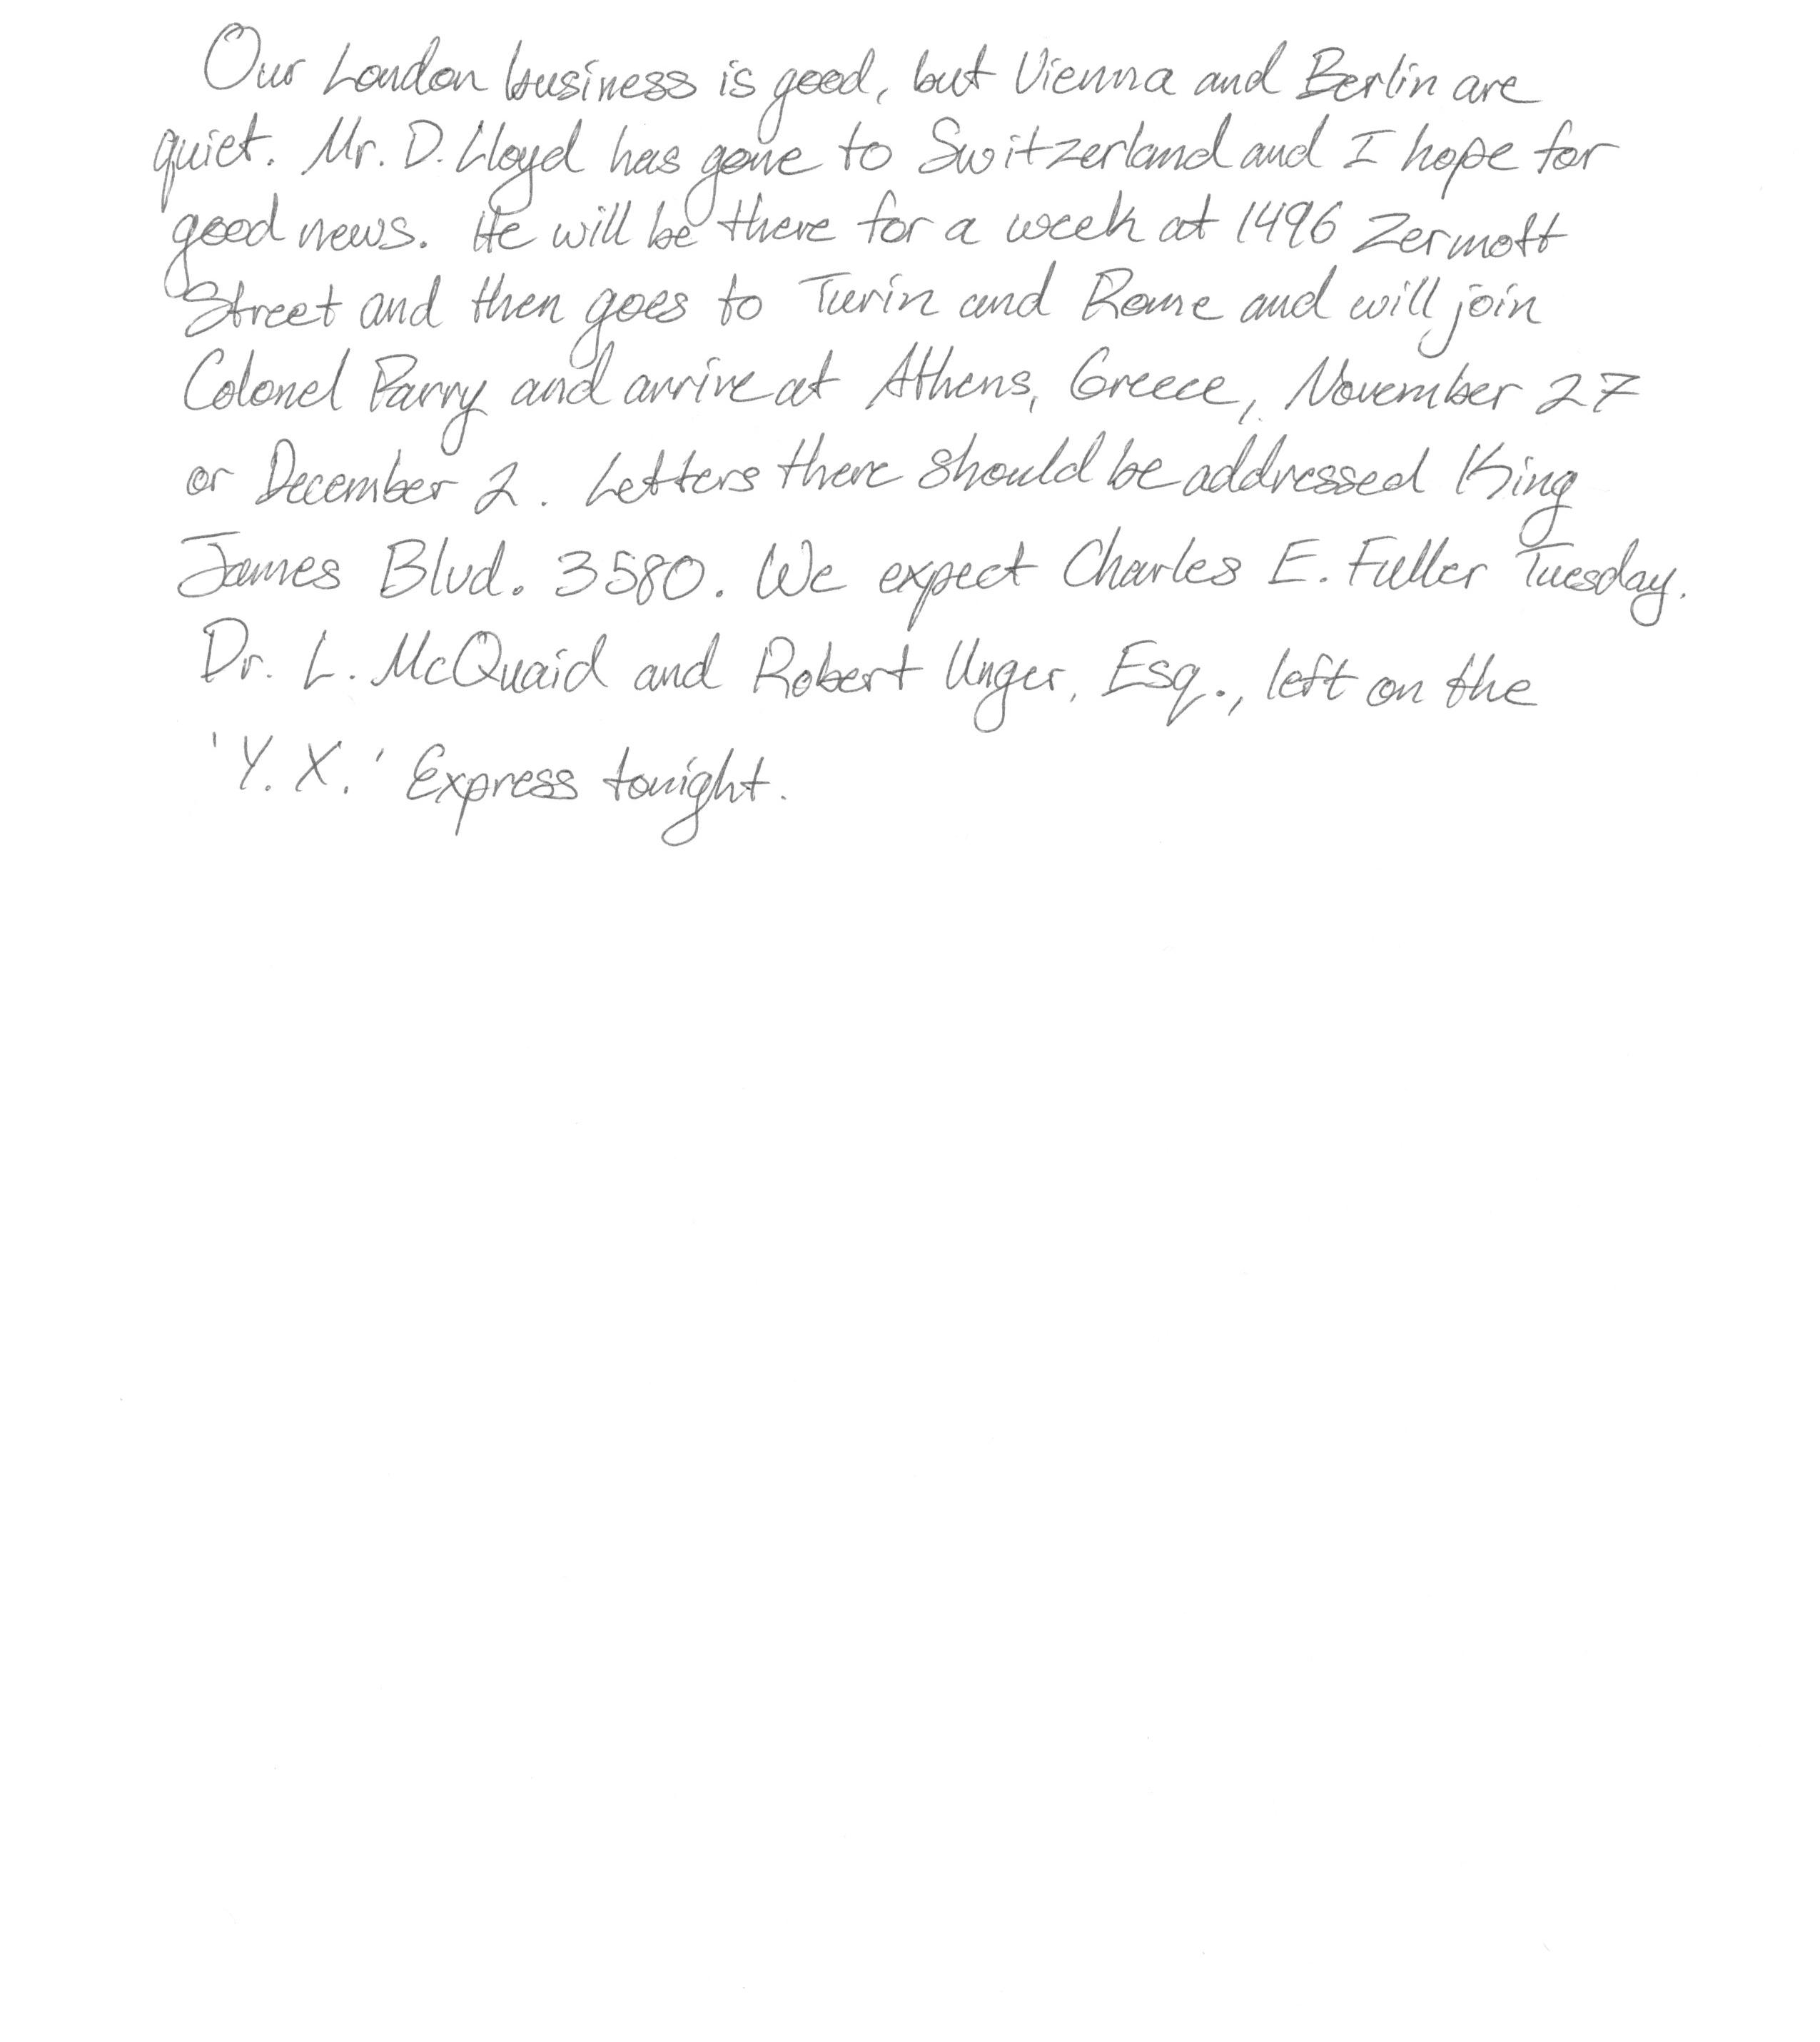 Our London business is good, but Vienna and Berlin are
quiet. Mr. D. Lloyd has gone to Switzerland and I hope for
good news. He will be there for a week at 1496 Zermott
Street and then goes to Turin and Rome and will join
Colonel Parry and arrive at Athens, Greece, November 27
or December 2. Letters there should be addressed King
James Blvd. 3580. We expect Charles E. Fuller Tuesday.
Dr. L. McQuaid and Robert Unger, Esq., left on the
'Y. X.' Express tonight.